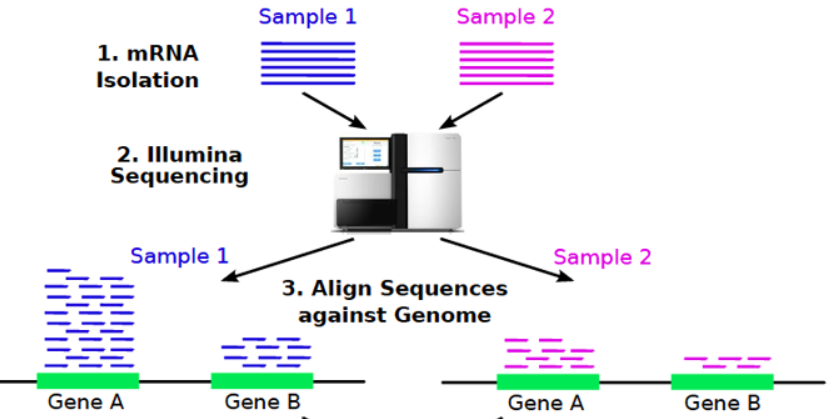 Sample 1
Sample 2
1. mRNA
Isolation
2. Illumina
Sequencing
Sample 1
Sample 2
3. Align Sequences
against Genome
Gene A
Gene B
Gene A
Gene B